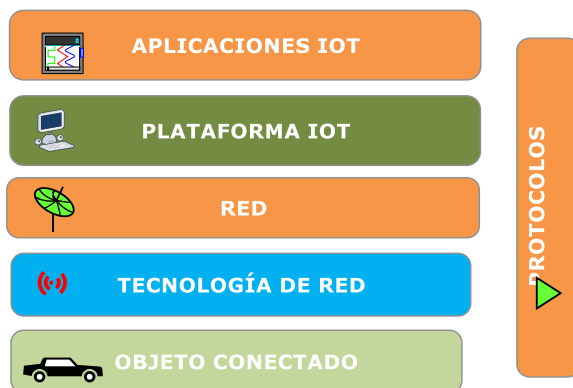 APLICACIONES IOT
PLATAFORMA IOT
RED
TECNOLOGÍA DE RED
OBJETO CONECTADO
PROTOCOLOS